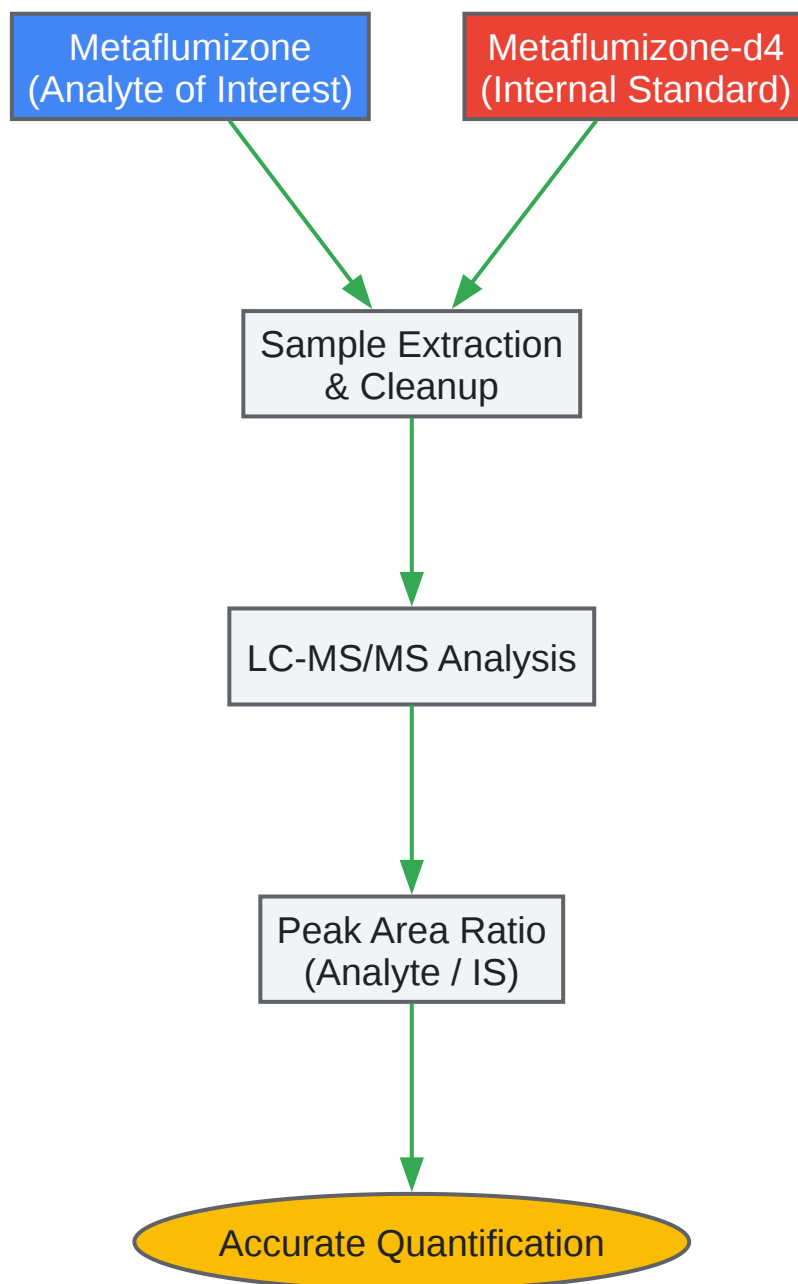 Metaflumizone
(Analyte of Interest)
Metaflumizone-d4
(Internal Standard)
Sample Extraction
& Cleanup
LC-MS/MS Analysis
Peak Area Ratio
(Analyte / IS)
Accurate Quantification